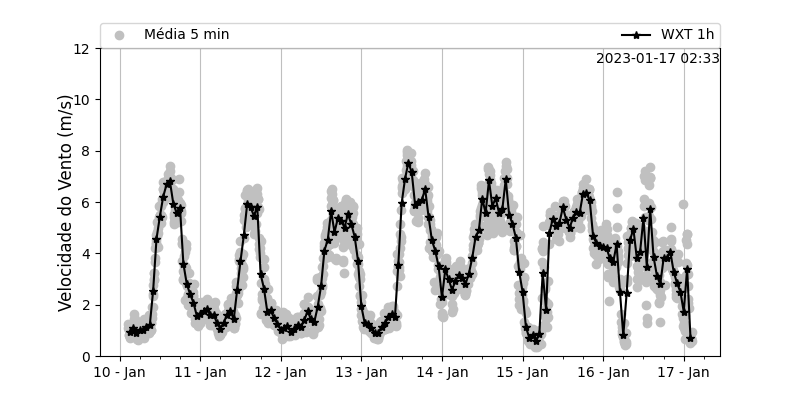 Média 5 min WXT 1h
2023-01-17 02:33
Velocidade do Vento (m/s)
12
10
8
6
4
2
0
10 - Jan 11 - Jan 12 - Jan 13 - Jan 14 - Jan 15 - Jan 16 - Jan 17 - Jan